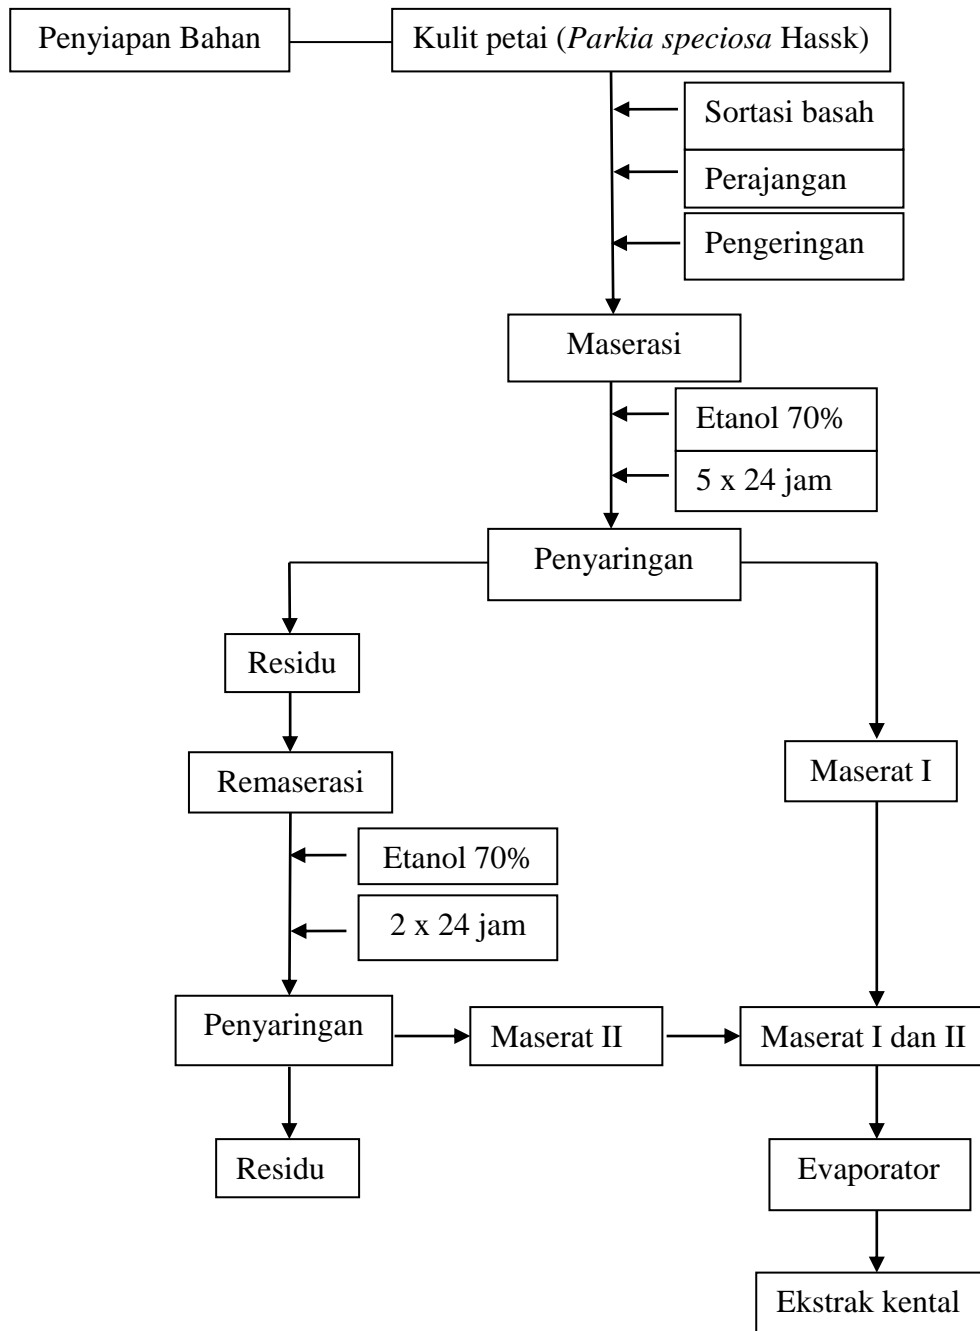 Penyiapan Bahan
Kulit petai (Parkia speciosa Hassk)
Sortasi basah
Perajangan
Pengeringan
Maserasi
Etanol 70%
5 x 24 jam
Penyaringan
Residu
Remaserasi
Maserat I
Etanol 70%
2 x 24 jam
Penyaringan
Maserat II
Maserat I dan II
Residu
Evaporator
Ekstrak kental